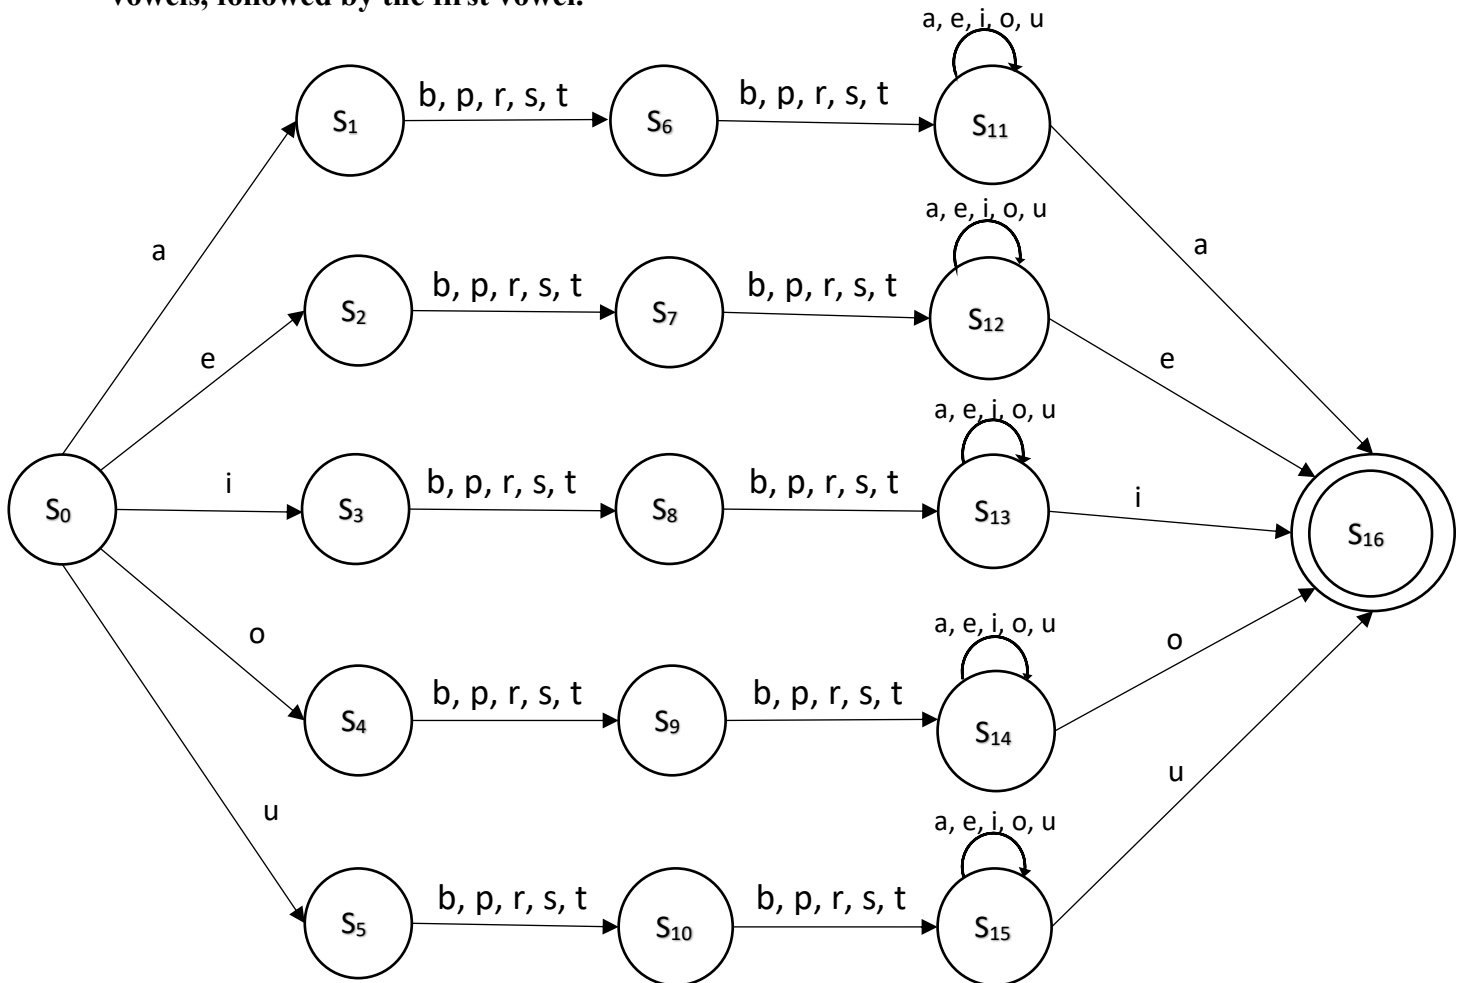 vowels, followed by the first vowel.
a, e, i, o, u
S1 b, p, r, s, t S6 b, p, r, s, t S11
a a
a, e, i, o, u
S2 b, p, r, s, t S7 b, p, r, s, t S12
e e
a, e, i, o, u
S0 i S3 b, p, r, s, t S8 b, p, r, s, t S13 i S16
a, e, i, o, u
o o
S4 b, p, r, s, t S9 b, p, r, s, t S14
u u
a, e, i, o, u
S5 b, p, r, s, t S10 b, p, r, s, t S15